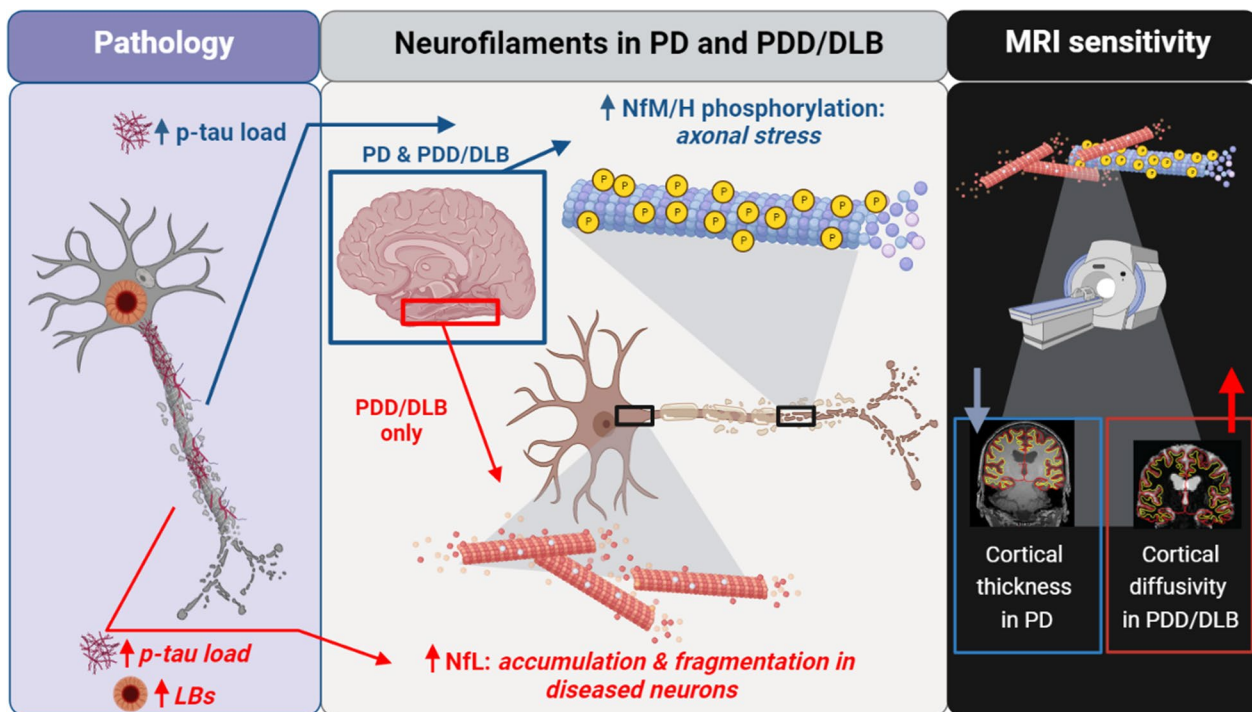 Pathology
↑ p-tau load
↑ p-tau load
↑ LBs
Neurofilaments in PD and PDD/DLB
↑ NfM/H phosphorylation:
axonal stress
PD & PDD/DLB
P P P P P P P P P P P P P P P P
PDD/DLB
only
↑ NfL: accumulation & fragmentation in
diseased neurons
MRI sensitivity
Cortical
thickness
in PD
Cortical
diffusivity
in PDD/DLB